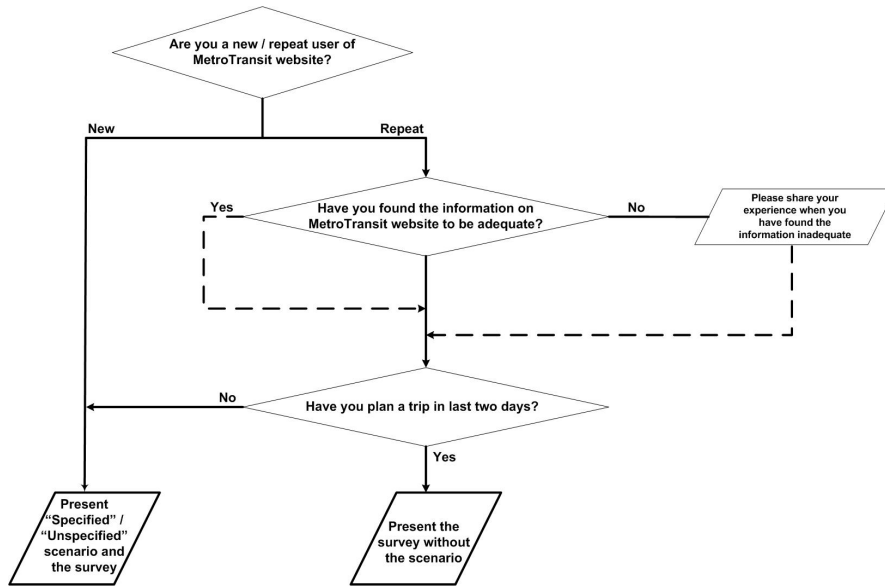 Are you a new / repeat user of
MetroTransit website?
New
Repeat
Yes
Have you found the information on
MetroTransit website to be adequate?
No
Please share your
experience when you
have found the
information inadequate
No
Have you plan a trip in last two days?
Yes
Present
“Specified” /
“Unspecified”
scenario and
the survey
Present the
survey without
the scenario